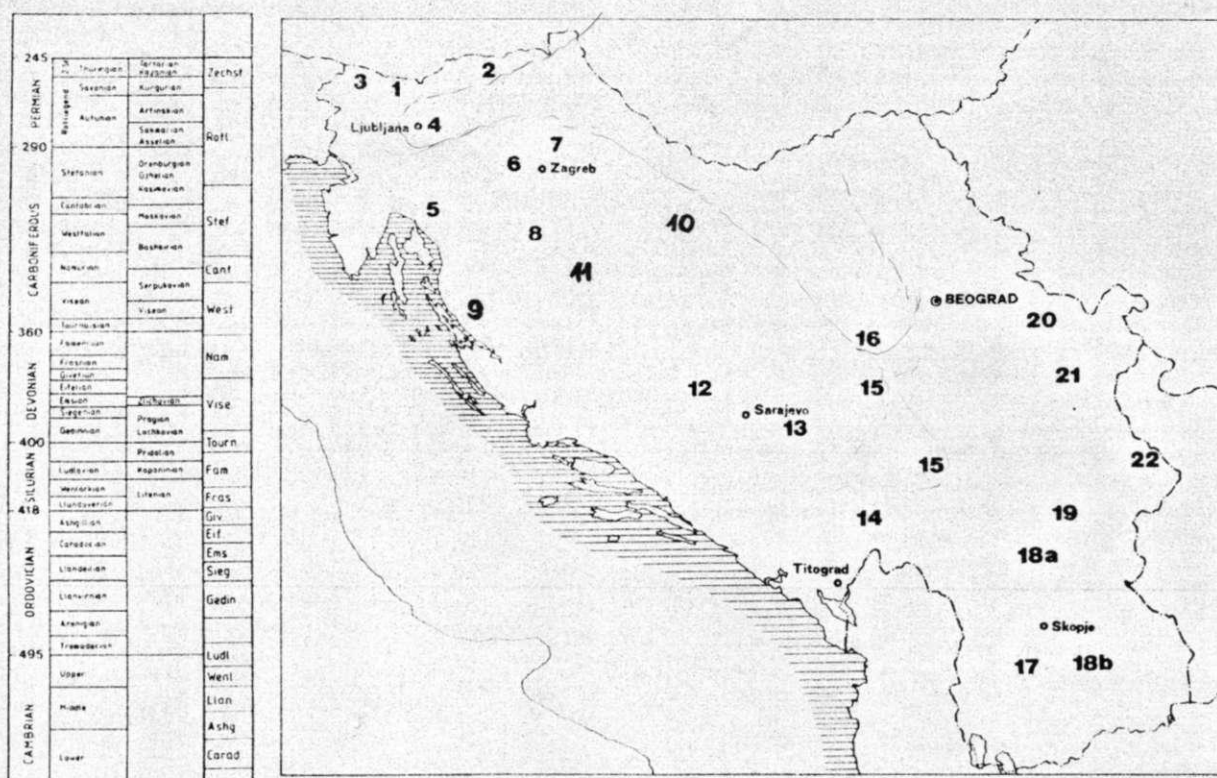 245
290
360
400
418
495
PERMIAN
CARBONIFEROUS
DEVONIAN
SILURIAN
ORDOVICIAN
CAMBRIAN
Thuringian
Saxonian
Autunian
Stefanian
Cantabrian
Westfalian
Namurian
Visean
Tournaisian
Famennian
Frasnian
Givetian
Eifelian
Emsian
Siegenian
Gedinnian
Ludlovian
Wenlockian
Llandoverian
Ashgillian
Caradocian
Llandeilian
Llanvirnian
Arenigian
Tremadocian
Upper
Middle
Lower
Tartarian
Kazanian
Kungurian
Artinskian
Sakmarian
Asselian
Orenburgian
Gzhelian
Kasimovian
Moskovian
Bashkirian
Serpukovian
Visean
Zlichovian
Pragian
Lochkovian
Pridolian
Kopaninian
Litenian
Zechst
Rotl.
Stef
Cant
West
Nam
Vise
Tourn
Fam
Fras
Giv
Eif
Ems
Sieg
Gedin
Ludl
Wenl
Llan
Ashg
Carad
3
1
2
Ljubljana 4
7
6
Zagreb
5
8
10
11
9
BEOGRAD
20
16
12
15
21
Sarajevo
13
15
22
14
19
18a
Titograd
Skopje
17
18b